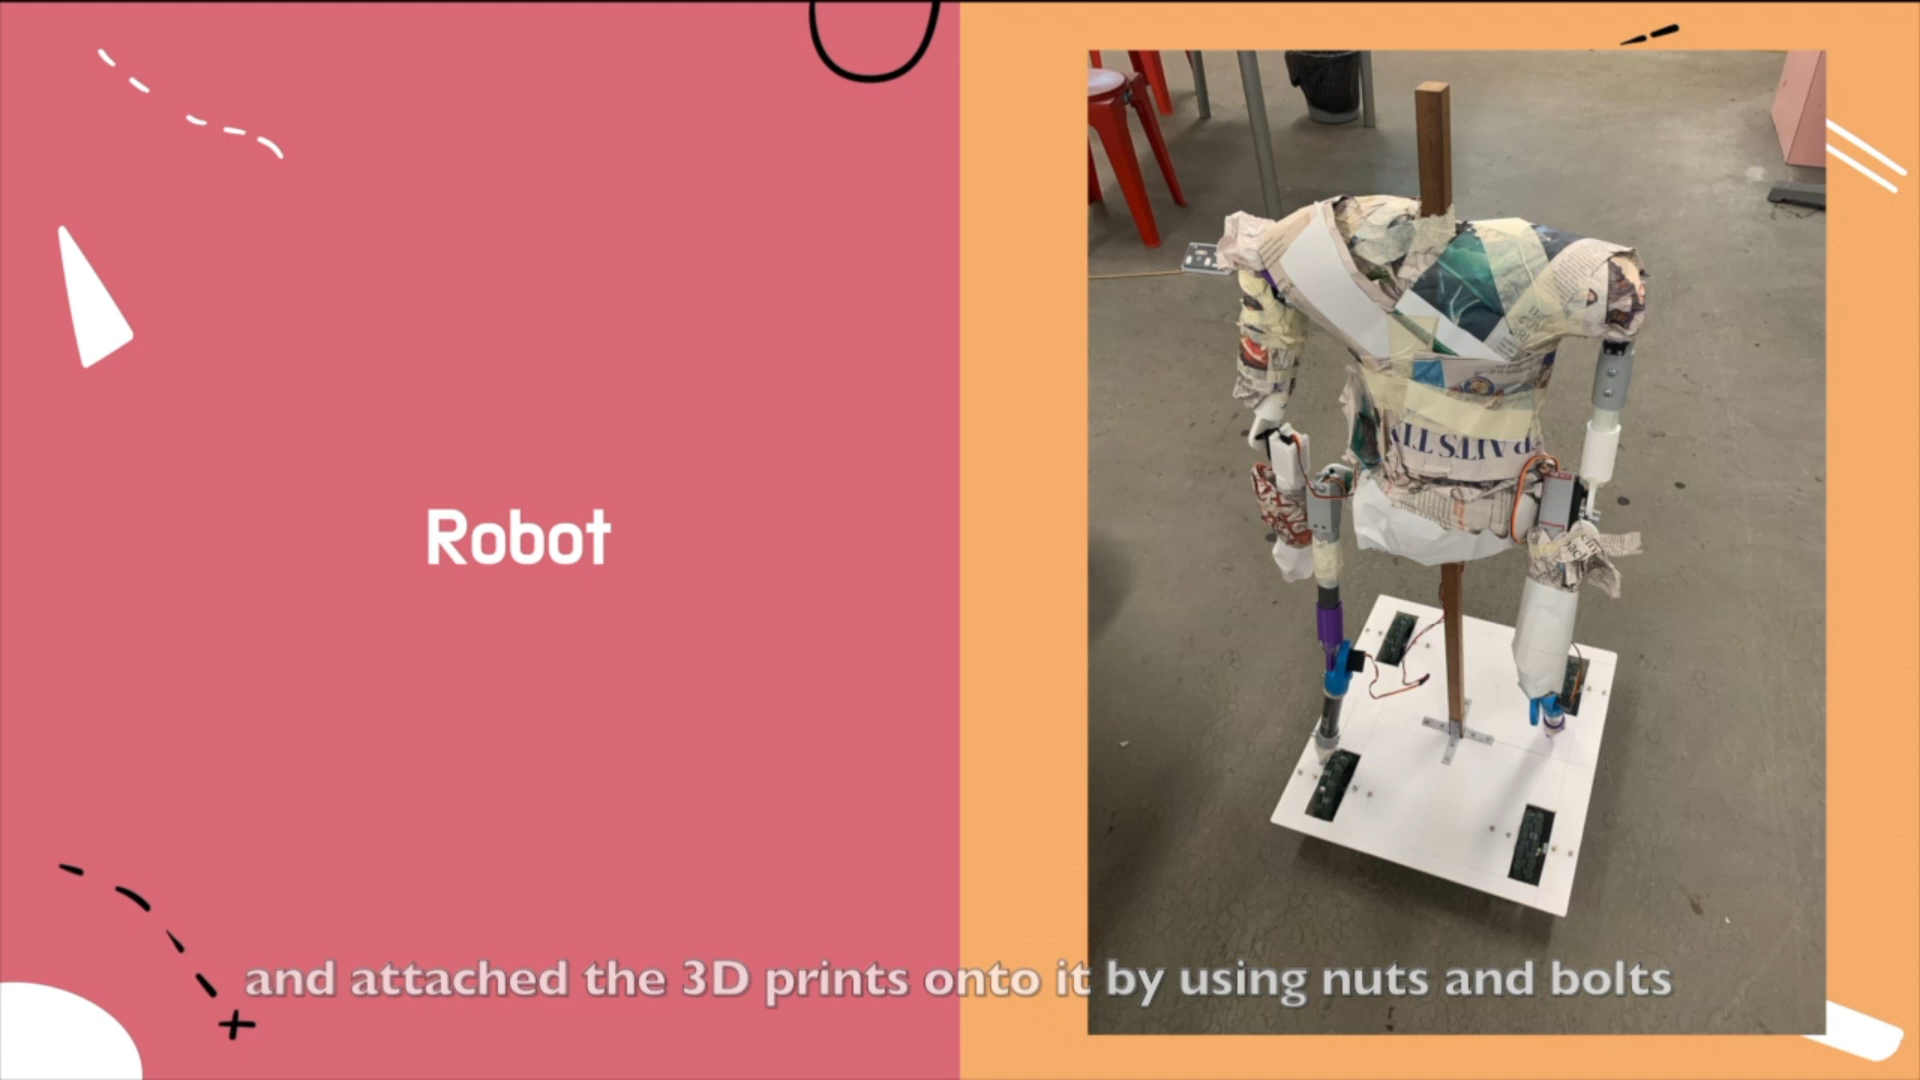 Robot
and attached the 3D prints onto it by using nuts and bolts